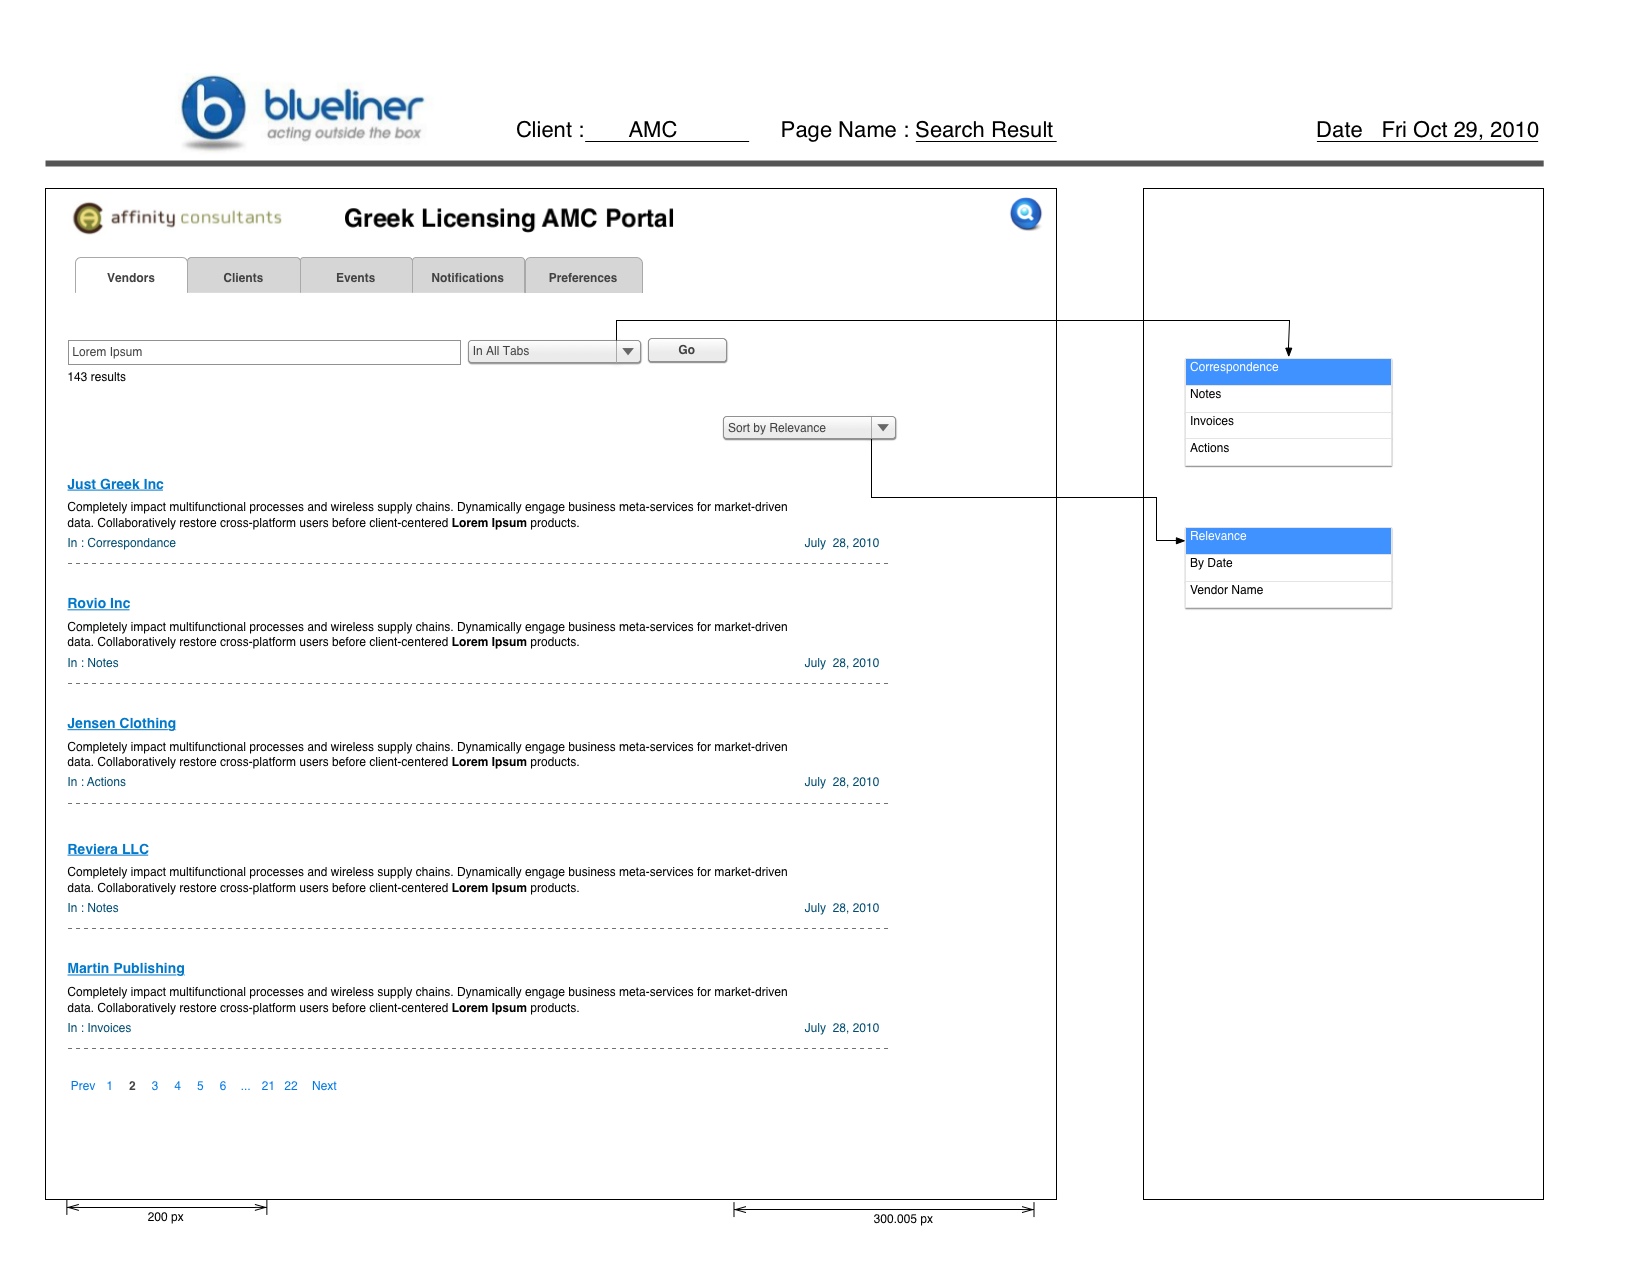 blueliner
acting outside the box
Client : AMC
Page Name : Search Result
Date Fri Oct 29, 2010
affinity consultants
Greek Licensing AMC Portal
Vendors Clients Events Notifications Preferences
Lorem Ipsum
In All Tabs
Go
143 results
Sort by Relevance
Just Greek Inc
Completely impact multifunctional processes and wireless supply chains. Dynamically engage business meta-services for market-driven
data. Collaboratively restore cross-platform users before client-centered Lorem Ipsum products.
In : Correspondance July 28, 2010
Rovio Inc
Completely impact multifunctional processes and wireless supply chains. Dynamically engage business meta-services for market-driven
data. Collaboratively restore cross-platform users before client-centered Lorem Ipsum products.
In : Notes July 28, 2010
Jensen Clothing
Completely impact multifunctional processes and wireless supply chains. Dynamically engage business meta-services for market-driven
data. Collaboratively restore cross-platform users before client-centered Lorem Ipsum products.
In : Actions July 28, 2010
Reviera LLC
Completely impact multifunctional processes and wireless supply chains. Dynamically engage business meta-services for market-driven
data. Collaboratively restore cross-platform users before client-centered Lorem Ipsum products.
In : Notes July 28, 2010
Martin Publishing
Completely impact multifunctional processes and wireless supply chains. Dynamically engage business meta-services for market-driven
data. Collaboratively restore cross-platform users before client-centered Lorem Ipsum products.
In : Invoices July 28, 2010
Prev 1 2 3 4 5 6 ... 21 22 Next
200 px
300.005 px
Correspondence
Notes
Invoices
Actions
Relevance
By Date
Vendor Name